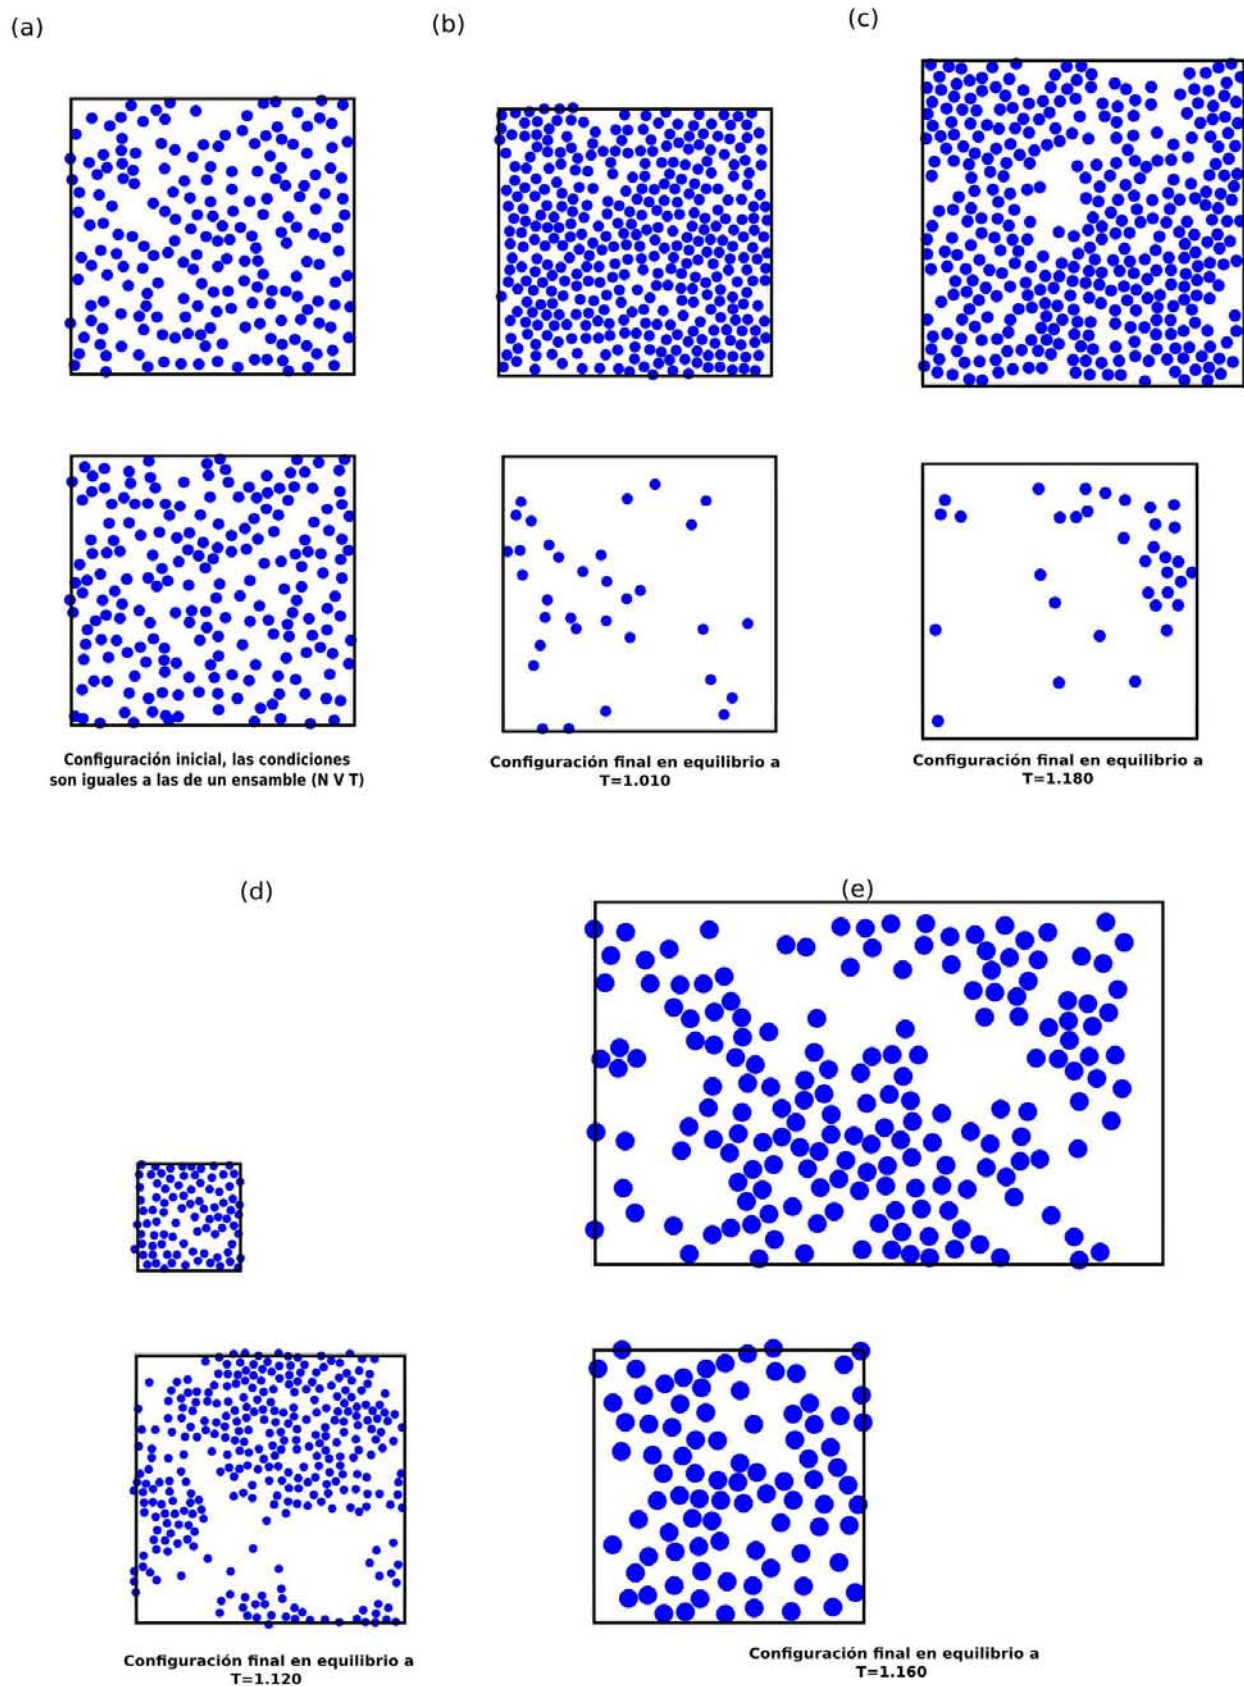 (a)
(b)
(c)
Configuración inicial, las condiciones
son iguales a las de un ensamble (N V T)
Configuración final en equilibrio a
T=1.010
Configuración final en equilibrio a
T=1.180
(d)
(e)
Configuración final en equilibrio a
T=1.120
Configuración final en equilibrio a
T=1.160